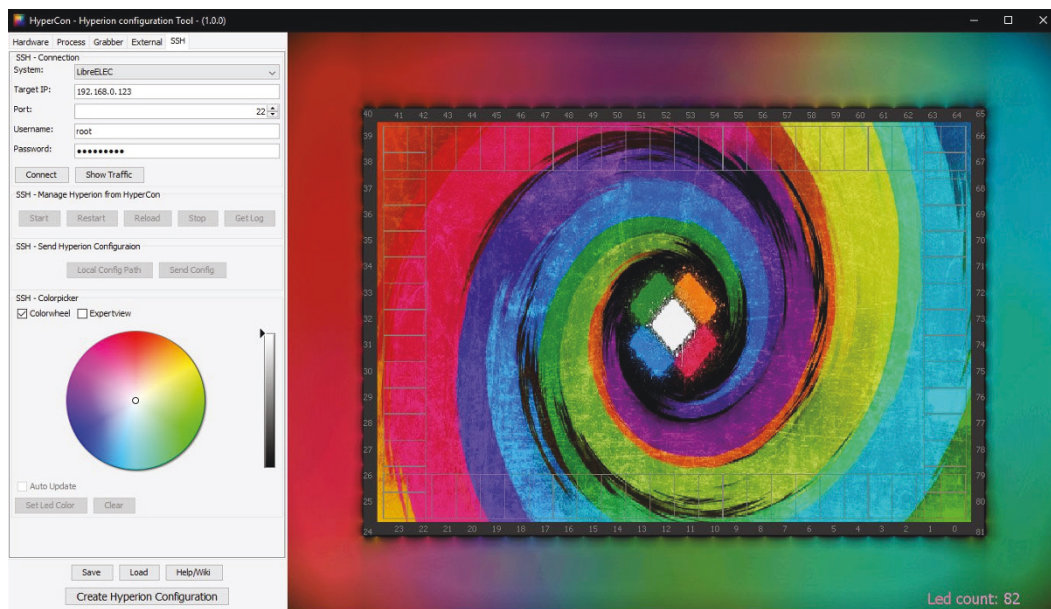 HyperCon - Hyperion configuration Tool - (1.0.0)
Hardware Process Grabber External SSH
SSH - Connection
System: LibreELEC
Target IP: 192.168.0.123
Port: 22
Username: root
Password: ●●●●●●●●●
Connect Show Traffic
SSH - Manage Hyperion from HyperCon
Start Restart Reload Stop Get Log
SSH - Send Hyperion Configuraion
Local Config Path Send Config
SSH - Colorpicker
Colorwheel Expertview
Auto Update
Set Led Color Clear
Save Load Help/Wiki
Create Hyperion Configuration
40 41 42 43 44 45 46 47 48 49 50 51 52 53 54 55 56 57 58 59 60 61 62 63 64 65
39 66
38 67
37 68
36 69
35 70
34 71
33 72
32 73
31 74
30 75
29 76
28 77
27 78
26 79
25 80
24 23 22 21 20 19 18 17 16 15 14 13 12 11 10 9 8 7 6 5 4 3 2 1 0 81
Led count: 82